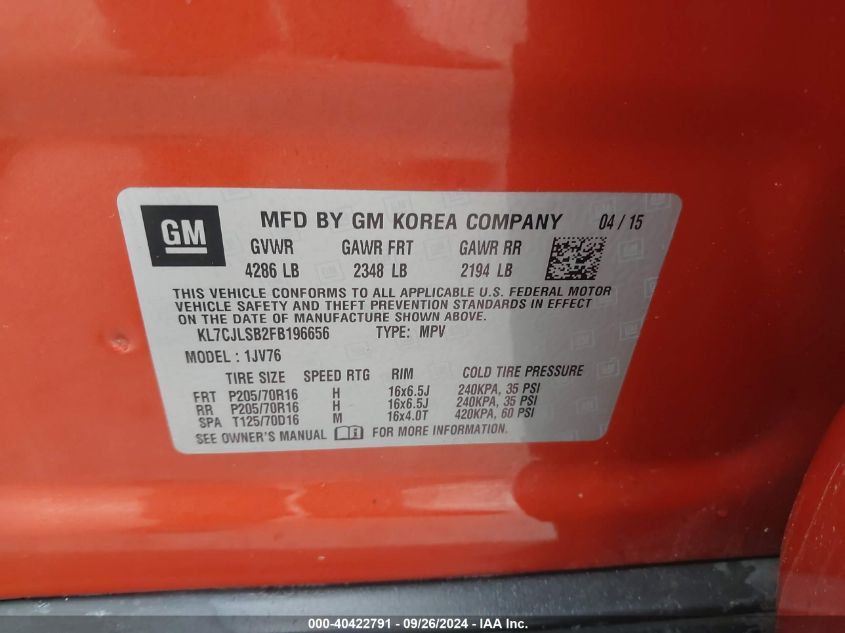 GM MFD BY GM KOREA COMPANY 04 / 15
GVWR GAWR FRT GAWR RR
4286 LB 2348 LB 2194 LB
THIS VEHICLE CONFORMS TO ALL APPLICABLE U.S. FEDERAL MOTOR
VEHICLE SAFETY AND THEFT PREVENTION STANDARDS IN EFFECT
ON THE DATE OF MANUFACTURE SHOWN ABOVE.
KL7CJLSB2FB196656 TYPE: MPV
MODEL : 1JV76
TIRE SIZE SPEED RTG RIM COLD TIRE PRESSURE
FRT P205/70R16 H 16x6.5J 240KPA, 35 PSI
RR P205/70R16 H 16x6.5J 240KPA, 35 PSI
SPA T125/70D16 M 16x4.0T 420KPA, 60 PSI
SEE OWNER'S MANUAL FOR MORE INFORMATION.
000-40422791 - 09/26/2024 - IAA, Inc.